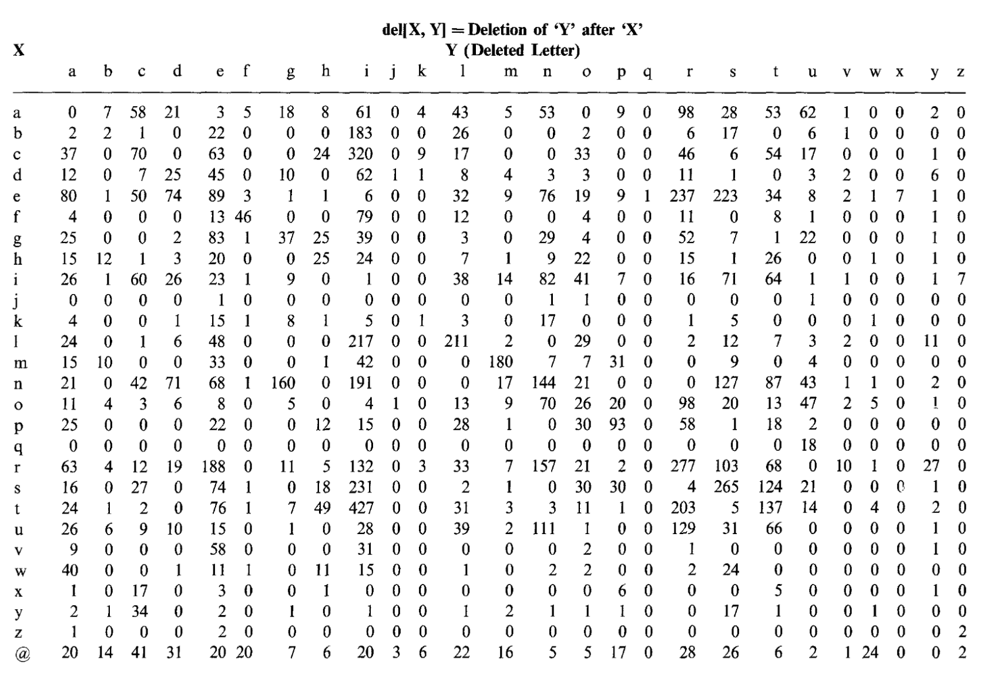 del[X, Y] = Deletion of ‘Y’ after ‘X’
X Y (Deleted Letter)
a b c d e f g h i j k l m n o p q r s t u v w x y z
a 0 7 58 21 3 5 18 8 61 0 4 43 5 53 0 9 0 98 28 53 62 1 0 0 2 0
b 2 2 1 0 22 0 0 0 183 0 0 26 0 0 2 0 0 6 17 0 6 1 0 0 0 0
c 37 0 70 0 63 0 0 24 320 0 9 17 0 0 33 0 0 46 6 54 17 0 0 0 1 0
d 12 0 7 25 45 0 10 0 62 1 1 8 4 3 3 0 0 11 1 0 3 2 0 0 6 0
e 80 1 50 74 89 3 1 1 6 0 0 32 9 76 19 9 1 237 223 34 8 2 1 7 1 0
f 4 0 0 0 13 46 0 0 79 0 0 12 0 0 4 0 0 11 0 8 1 0 0 0 1 0
g 25 0 0 2 83 1 37 25 39 0 0 3 0 29 4 0 0 52 7 1 22 0 0 0 1 0
h 15 12 1 3 20 0 0 25 24 0 0 7 1 9 22 0 0 15 1 26 0 0 1 0 1 0
i 26 1 60 26 23 1 9 0 1 0 0 38 14 82 41 7 0 16 71 64 1 1 0 0 1 7
j 0 0 0 0 1 0 0 0 0 0 0 0 0 1 1 0 0 0 0 0 1 0 0 0 0 0
k 4 0 0 1 15 1 8 1 5 0 1 3 0 17 0 0 0 1 5 0 0 0 1 0 0 0
l 24 0 1 6 48 0 0 0 217 0 0 211 2 0 29 0 0 2 12 7 3 2 0 0 11 0
m 15 10 0 0 33 0 0 1 42 0 0 0 180 7 7 31 0 0 9 0 4 0 0 0 0 0
n 21 0 42 71 68 1 160 0 191 0 0 0 17 144 21 0 0 0 127 87 43 1 1 0 2 0
o 11 4 3 6 8 0 5 0 4 1 0 13 9 70 26 20 0 98 20 13 47 2 5 0 1 0
p 25 0 0 0 22 0 0 12 15 0 0 28 1 0 30 93 0 58 1 18 2 0 0 0 0 0
q 0 0 0 0 0 0 0 0 0 0 0 0 0 0 0 0 0 0 0 0 18 0 0 0 0 0
r 63 4 12 19 188 0 11 5 132 0 3 33 7 157 21 2 0 277 103 68 0 10 1 0 27 0
s 16 0 27 0 74 1 0 18 231 0 0 2 1 0 30 30 0 4 265 124 21 0 0 0 1 0
t 24 1 2 0 76 1 7 49 427 0 0 31 3 3 11 1 0 203 5 137 14 0 4 0 2 0
u 26 6 9 10 15 0 1 0 28 0 0 39 2 111 1 0 0 129 31 66 0 0 0 0 1 0
v 9 0 0 0 58 0 0 0 31 0 0 0 0 0 2 0 0 1 0 0 0 0 0 0 1 0
w 40 0 0 1 11 1 0 11 15 0 0 1 0 2 2 0 0 2 24 0 0 0 0 0 0 0
x 1 0 17 0 3 0 0 1 0 0 0 0 0 0 0 6 0 0 0 5 0 0 0 0 1 0
y 2 1 34 0 2 0 1 0 1 0 0 1 2 1 1 1 0 0 17 1 0 0 1 0 0 0
z 1 0 0 0 2 0 0 0 0 0 0 0 0 0 0 0 0 0 0 0 0 0 0 0 0 2
@ 20 14 41 31 20 20 7 6 20 3 6 22 16 5 5 17 0 28 26 6 2 1 24 0 0 2